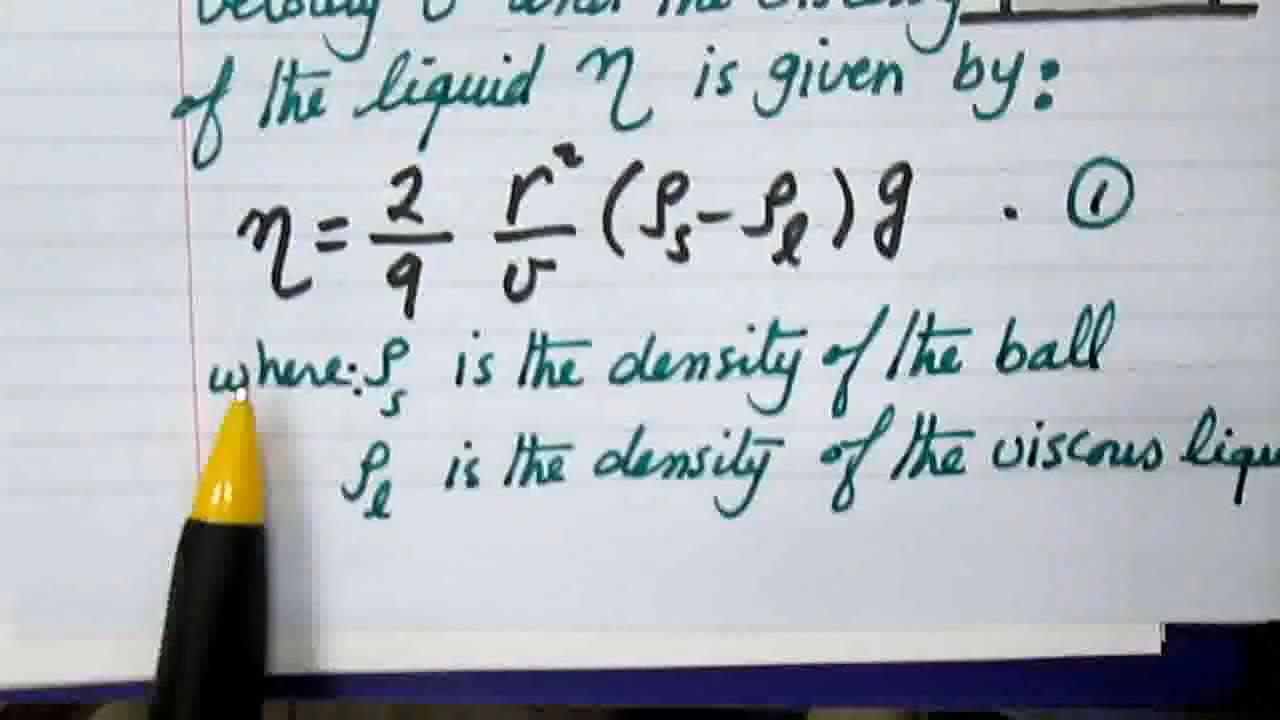 of the liquid η is given by:
η = 2/9 r²/v (ρs - ρl) g . ①
where: ρs is the density of the ball
ρl is the density of the viscous liqu